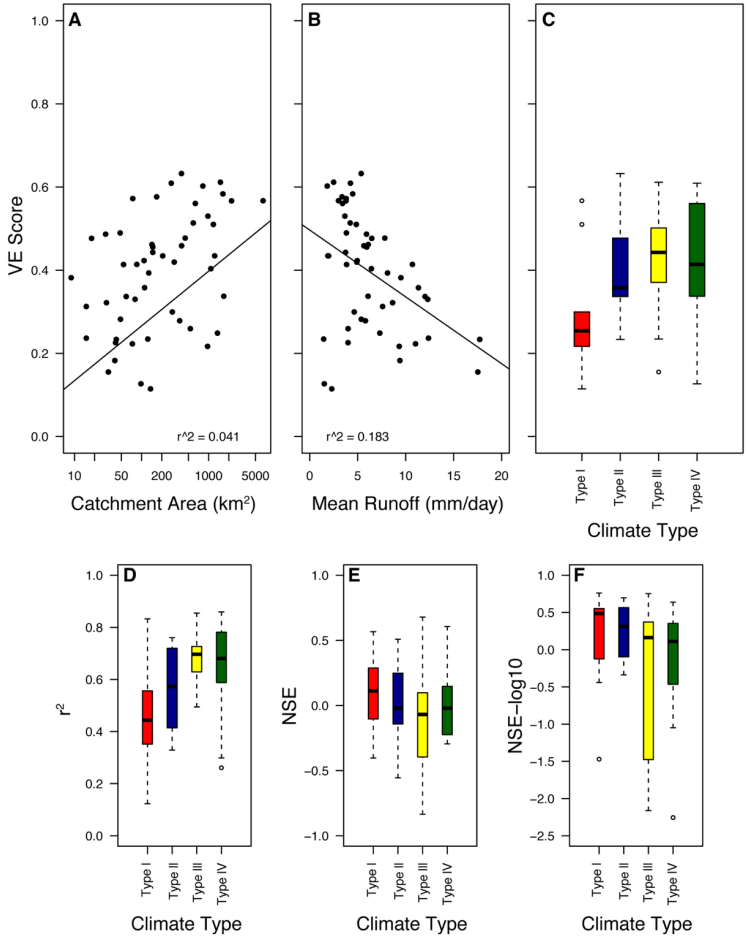 A
B
C
VE Score
1.0
0.8
0.6
0.4
0.2
0.0
r^2 = 0.041
r^2 = 0.183
10 50 200 1000 5000
0 5 10 15 20
Type I
Type II
Type III
Type IV
Catchment Area (km²)
Mean Runoff (mm/day)
Climate Type
D
r²
1.0
0.8
0.6
0.4
0.2
0.0
Type I
Type II
Type III
Type IV
Climate Type
E
NSE
1.0
0.5
0.0
−0.5
−1.0
Type I
Type II
Type III
Type IV
Climate Type
F
NSE−log10
1.0
0.5
0.0
−0.5
−1.0
−1.5
−2.0
−2.5
Type I
Type II
Type III
Type IV
Climate Type